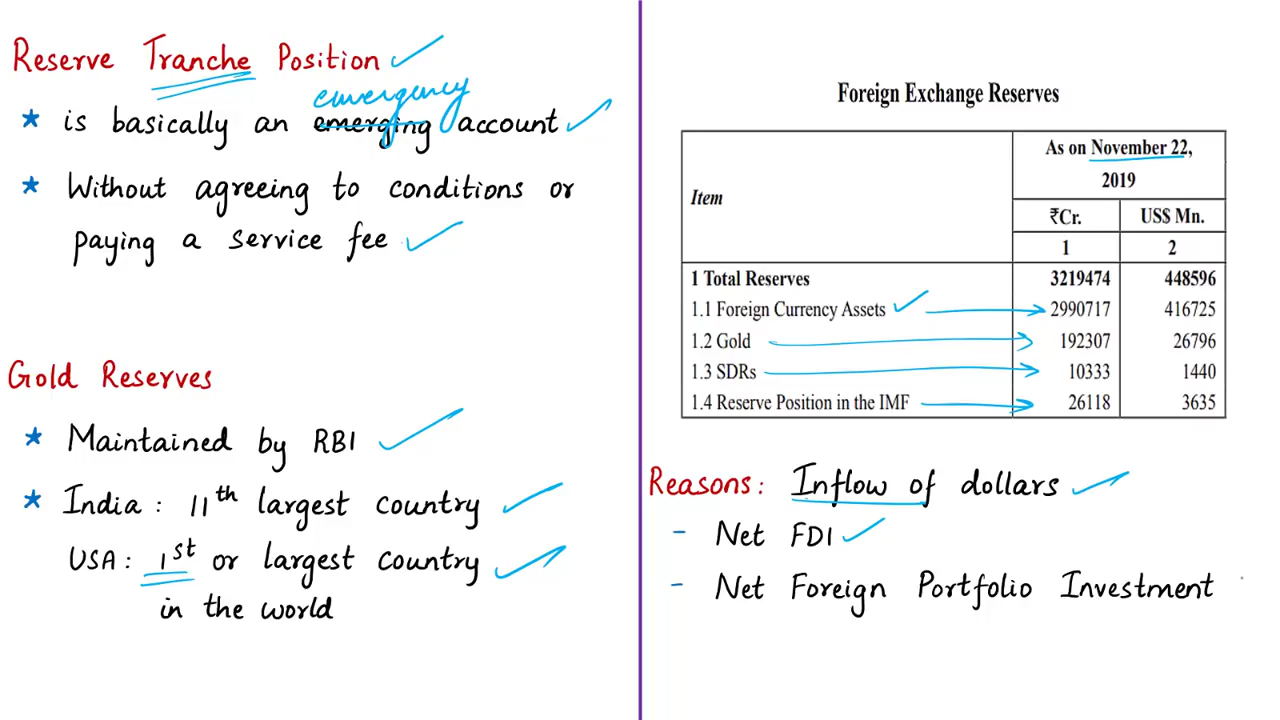 Reserve Tranche Position
emergency
is basically an emerging account
Without agreeing to conditions or
paying a service fee
Gold Reserves
Maintained by RBI
India : 11th largest country
USA : 1st or largest country
in the world
Foreign Exchange Reserves
Item
As on November 22,
2019
₹Cr. US$ Mn.
1 2
1 Total Reserves 3219474 448596
1.1 Foreign Currency Assets 2990717 416725
1.2 Gold 192307 26796
1.3 SDRs 10333 1440
1.4 Reserve Position in the IMF 26118 3635
Reasons: Inflow of dollars
- Net FDI
- Net Foreign Portfolio Investment